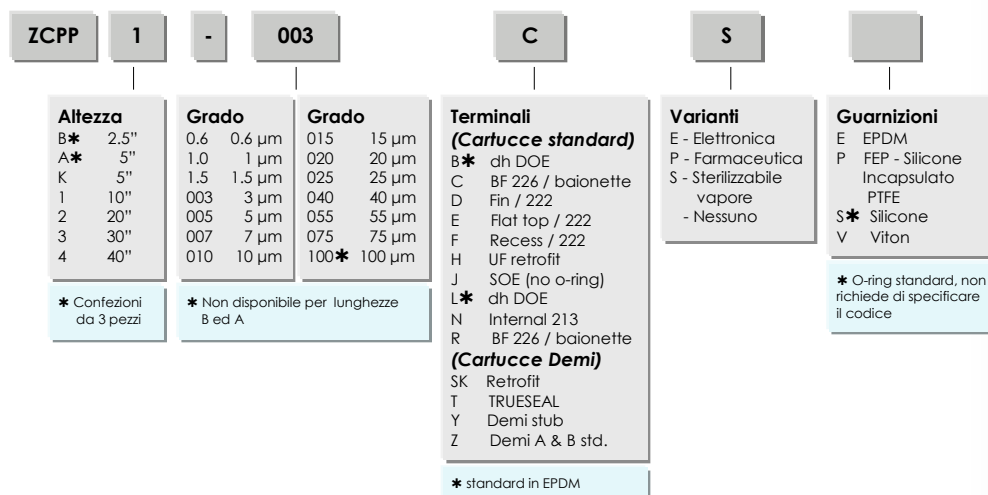 ZCPP 1 - 003 C S
Altezza
B✱ 2.5”
A✱ 5”
K 5”
1 10”
2 20”
3 30”
4 40”
✱ Confezioni
da 3 pezzi
Grado
0.6 0.6 µm
1.0 1 µm
1.5 1.5 µm
003 3 µm
005 5 µm
007 7 µm
010 10 µm
Grado
015 15 µm
020 20 µm
025 25 µm
040 40 µm
055 55 µm
075 75 µm
100✱ 100 µm
✱ Non disponibile per lunghezze
B ed A
Terminali
(Cartucce standard)
B✱ dh DOE
C BF 226 / baionette
D Fin / 222
E Flat top / 222
F Recess / 222
H UF retrofit
J SOE (no o-ring)
L✱ dh DOE
N Internal 213
R BF 226 / baionette
(Cartucce Demi)
SK Retrofit
T TRUESEAL
Y Demi stub
Z Demi A & B std.
✱ standard in EPDM
Varianti
E - Elettronica
P - Farmaceutica
S - Sterilizzabile
vapore
- Nessuno
Guarnizioni
E EPDM
P FEP - Silicone
Incapsulato
PTFE
S✱ Silicone
V Viton
✱ O-ring standard, non
richiede di specificare
il codice